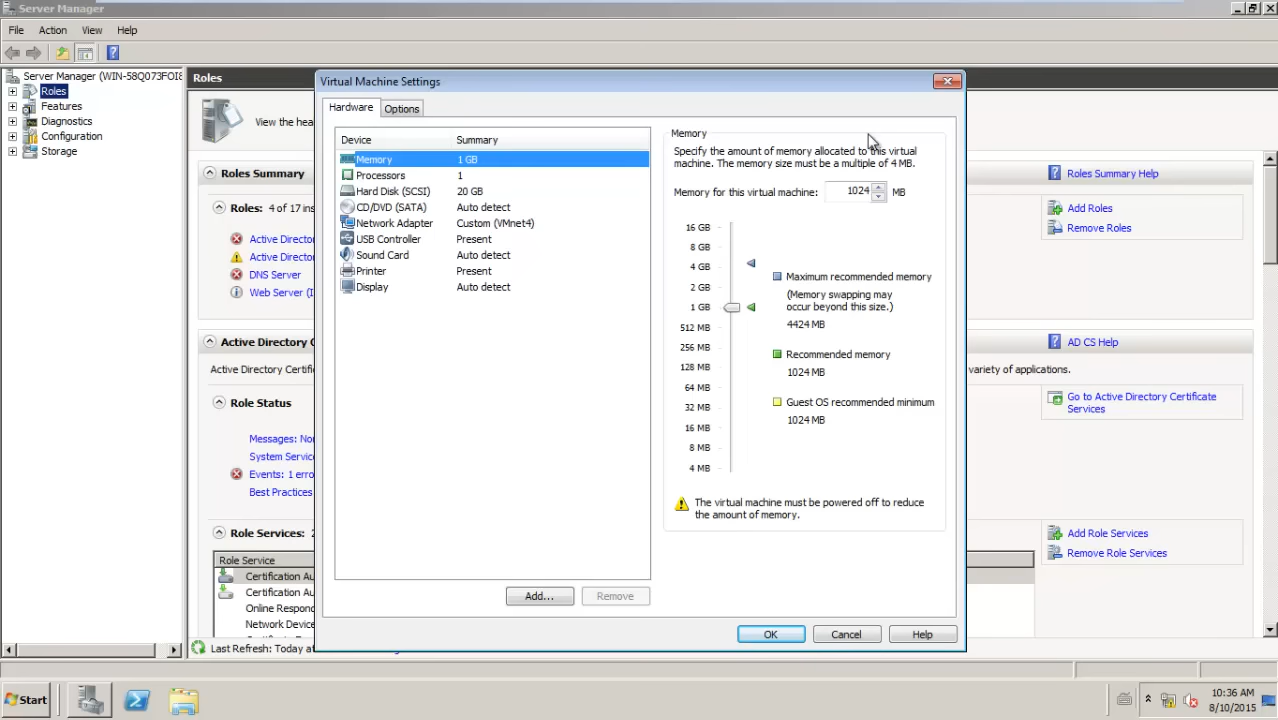 Server Manager
File Action View Help
Server Manager (WIN-58Q073FOI8
Roles
Features
Diagnostics
Configuration
Storage
Roles
View the hea
Roles Summary
Roles: 4 of 17 ins
Active Director
Active Director
DNS Server
Web Server (I
Active Directory C
Active Directory Certifi
Role Status
Messages: Nor
System Servic
Events: 1 erro
Best Practices
Role Services: 2
Role Service
Certification Au
Certification Au
Online Respond
Network Device
Last Refresh: Today at
Virtual Machine Settings
Hardware Options
Device Summary
Memory 1 GB
Processors 1
Hard Disk (SCSI) 20 GB
CD/DVD (SATA) Auto detect
Network Adapter Custom (VMnet4)
USB Controller Present
Sound Card Auto detect
Printer Present
Display Auto detect
Add... Remove
Memory
Specify the amount of memory allocated to this virtual
machine. The memory size must be a multiple of 4 MB.
Memory for this virtual machine: 1024 MB
16 GB
8 GB
4 GB
2 GB
1 GB
512 MB
256 MB
128 MB
64 MB
32 MB
16 MB
8 MB
4 MB
Maximum recommended memory
(Memory swapping may
occur beyond this size.)
4424 MB
Recommended memory
1024 MB
Guest OS recommended minimum
1024 MB
The virtual machine must be powered off to reduce
the amount of memory.
OK Cancel Help
Roles Summary Help
Add Roles
Remove Roles
AD CS Help
variety of applications.
Go to Active Directory Certificate
Services
Add Role Services
Remove Role Services
Start
10:36 AM
8/10/2015